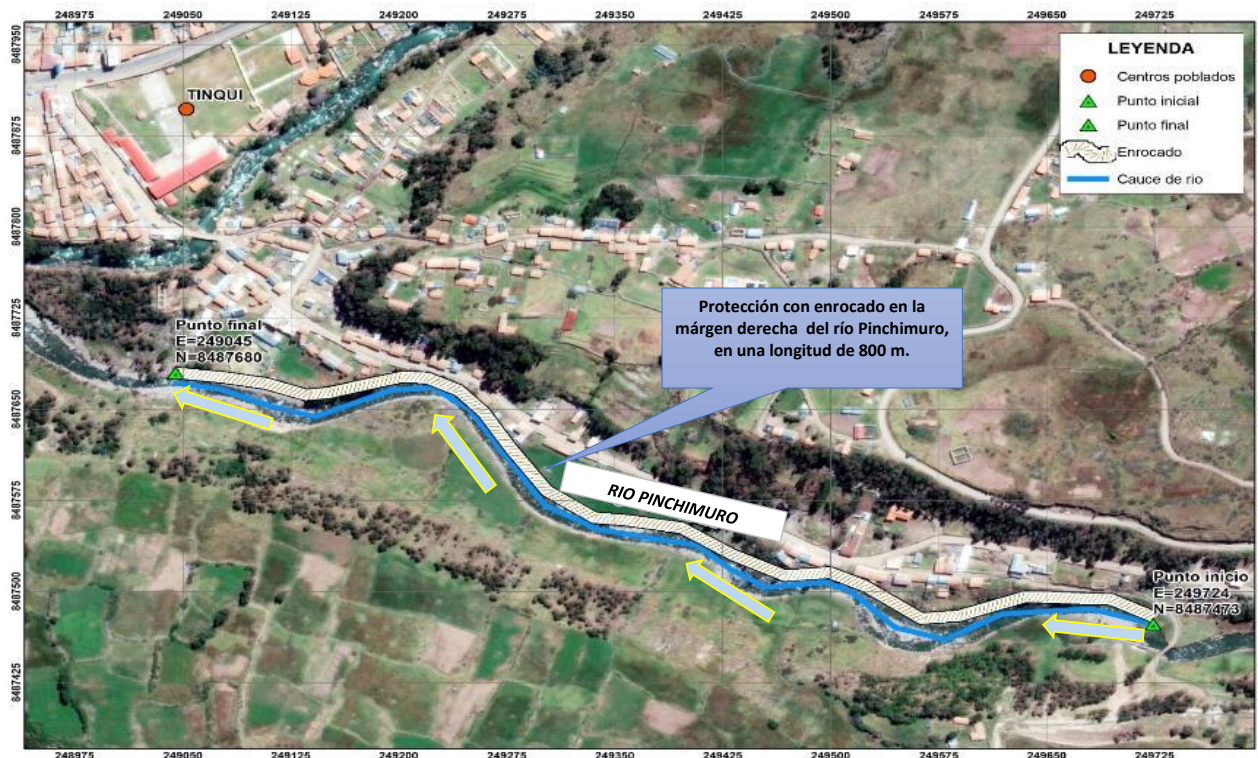 248975 249050 249125 249200 249275 249350 249425 249500 249575 249650 249725
8487950
8487875
8487800
8487725
8487650
8487575
8487500
8487425
LEYENDA
Centros poblados
Punto inicial
Punto final
Enrocado
Cauce de rio
TINQUI
Protección con enrocado en la
márgen derecha del río Pinchimuro,
en una longitud de 800 m.
Punto final
E=249045
N=8487680
RIO PINCHIMURO
Punto inicio
E=249724
N=8487473
248975 249050 249125 249200 249275 249350 249425 249500 249575 249650 249725